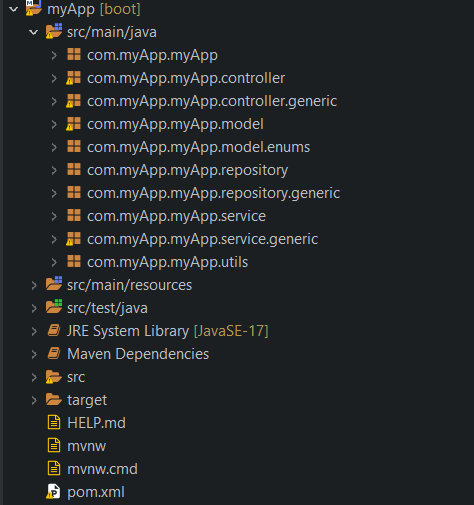 myApp [boot]
src/main/java
com.myApp.myApp
com.myApp.myApp.controller
com.myApp.myApp.controller.generic
com.myApp.myApp.model
com.myApp.myApp.model.enums
com.myApp.myApp.repository
com.myApp.myApp.repository.generic
com.myApp.myApp.service
com.myApp.myApp.service.generic
com.myApp.myApp.utils
src/main/resources
src/test/java
JRE System Library [JavaSE-17]
Maven Dependencies
src
target
HELP.md
mvnw
mvnw.cmd
pom.xml